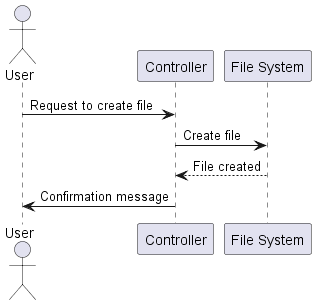 User
Controller
File System
Request to create file
Create file
File created
Confirmation message
User
Controller
File System